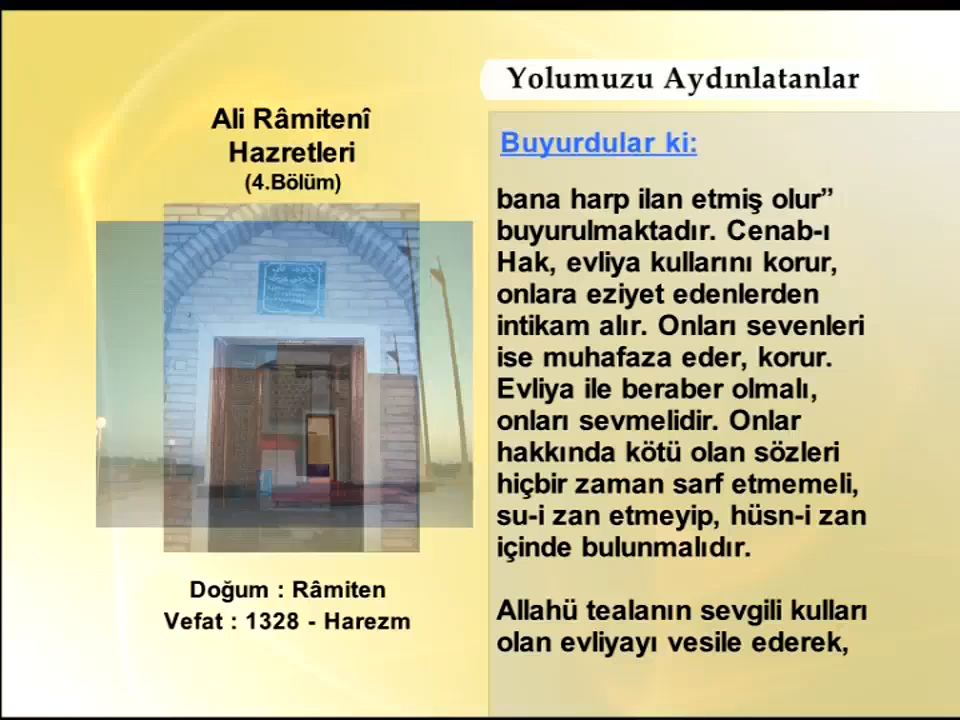 Yolumuzu Aydınlatanlar
Ali Râmitenî
Hazretleri
(4.Bölüm)
Doğum : Râmiten
Vefat : 1328 - Harezm
Buyurdular ki:
bana harp ilan etmiş olur”
buyurulmaktadır. Cenab-ı
Hak, evliya kullarını korur,
onlara eziyet edenlerden
intikam alır. Onları sevenleri
ise muhafaza eder, korur.
Evliya ile beraber olmalı,
onları sevmelidir. Onlar
hakkında kötü olan sözleri
hiçbir zaman sarf etmemeli,
su-i zan etmeyip, hüsn-i zan
içinde bulunmalıdır.
Allahü tealanın sevgili kulları
olan evliyayı vesile ederek,